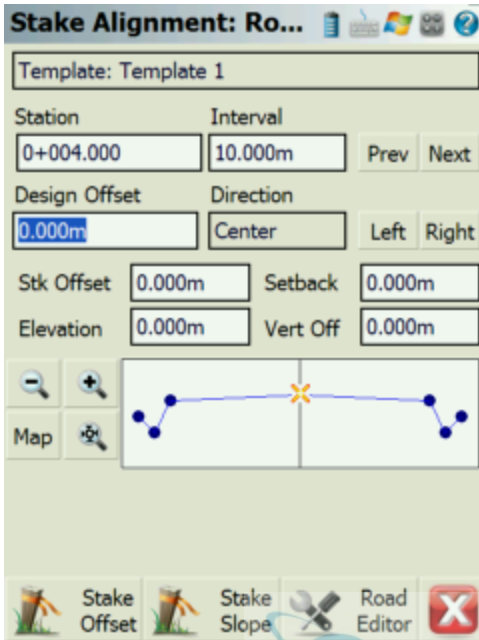 Stake Alignment: Ro...
Template: Template 1
Station Interval
0+004.000 10.000m Prev Next
Design Offset Direction
0.000m Center Left Right
Stk Offset 0.000m Setback 0.000m
Elevation 0.000m Vert Off 0.000m
Map
Stake Offset Stake Slope Road Editor